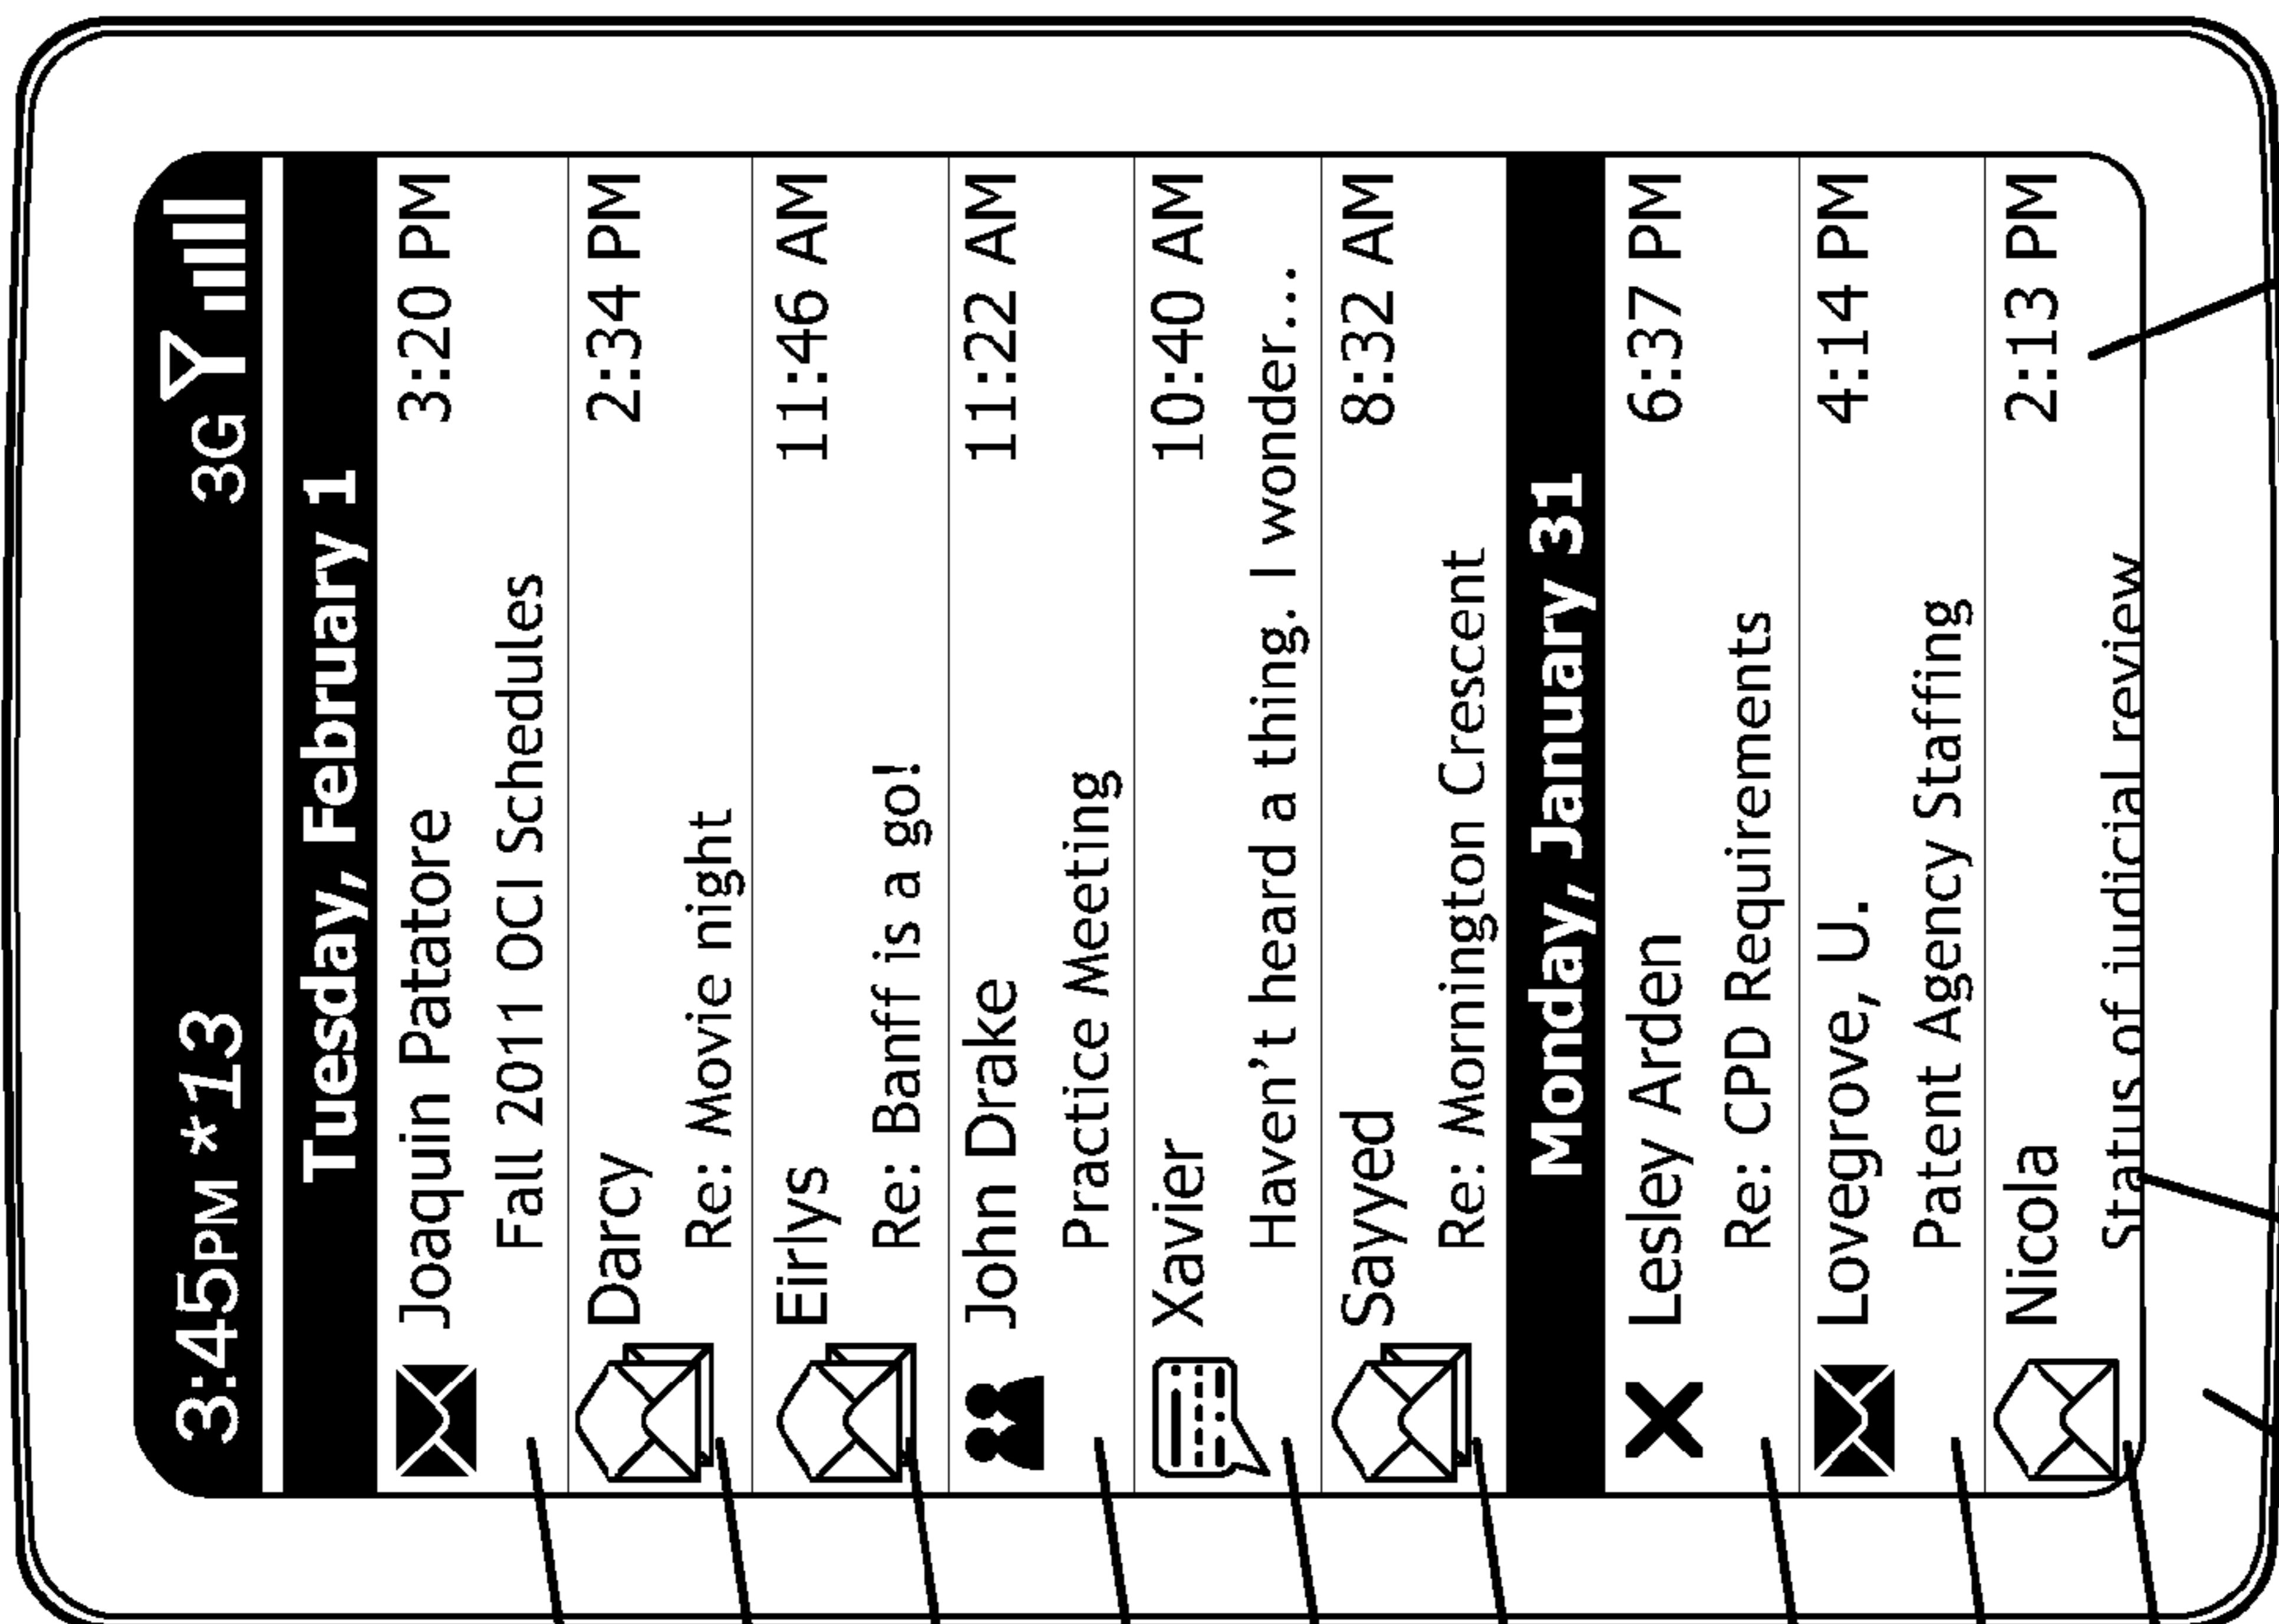 3:45PM *13 3G
Tuesday, February 1
Joaquin Patatore 3:20 PM
Fall 2011 OCI Schedules
Darcy 2:34 PM
Re: Movie night
Eirlys 11:46 AM
Re: Banff is a go!
John Drake 11:22 AM
Practice Meeting
Xavier 10:40 AM
Haven't heard a thing. I wonder...
Sayyed 8:32 AM
Re: Mornington Crescent
Monday, January 31
Lesley Arden 6:37 PM
Re: CPD Requirements
Lovegrove, U. 4:14 PM
Patent Agency Staffing
Nicola 2:13 PM
Status of judicial review